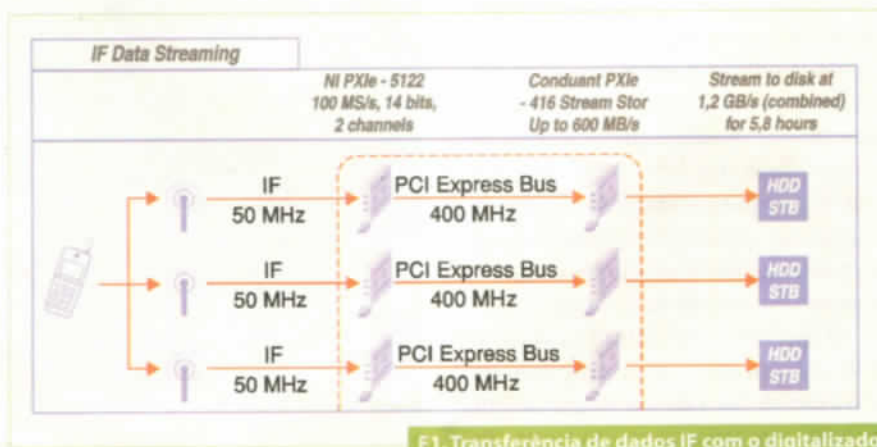 IF Data Streaming
NI PXIe - 5122
100 MS/s, 14 bits,
2 channels
Conduant PXIe
- 416 Stream Stor
Up to 600 MB/s
Stream to disk at
1,2 GB/s (combined)
for 5,8 hours
IF
50 MHz
PCI Express Bus
400 MHz
HDD
STB
IF
50 MHz
PCI Express Bus
400 MHz
HDD
STB
IF
50 MHz
PCI Express Bus
400 MHz
HDD
STB
F1. Transferência de dados IF com o digitalizado